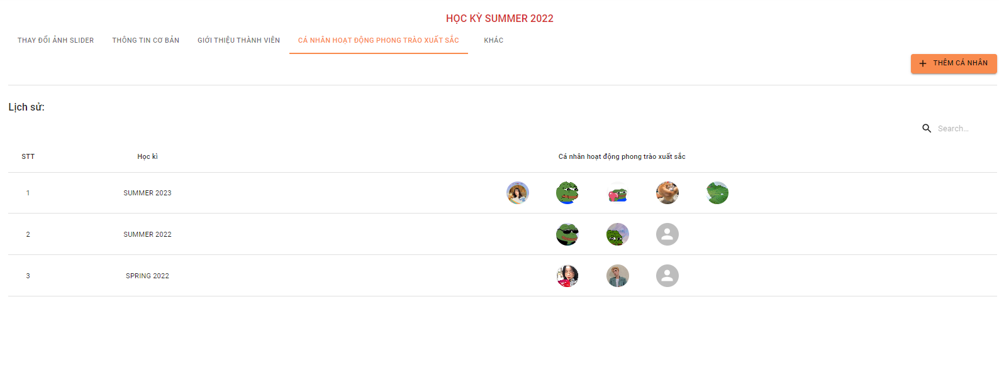 HỌC KỲ SUMMER 2022
THAY ĐỔI ẢNH SLIDER THÔNG TIN CƠ BẢN GIỚI THIỆU THÀNH VIÊN CÁ NHÂN HOẠT ĐỘNG PHONG TRÀO XUẤT SẮC KHÁC
THÊM CÁ NHÂN
Lịch sử:
Search…
STT Học kì Cá nhân hoạt động phong trào xuất sắc
1 SUMMER 2023
2 SUMMER 2022
3 SPRING 2022